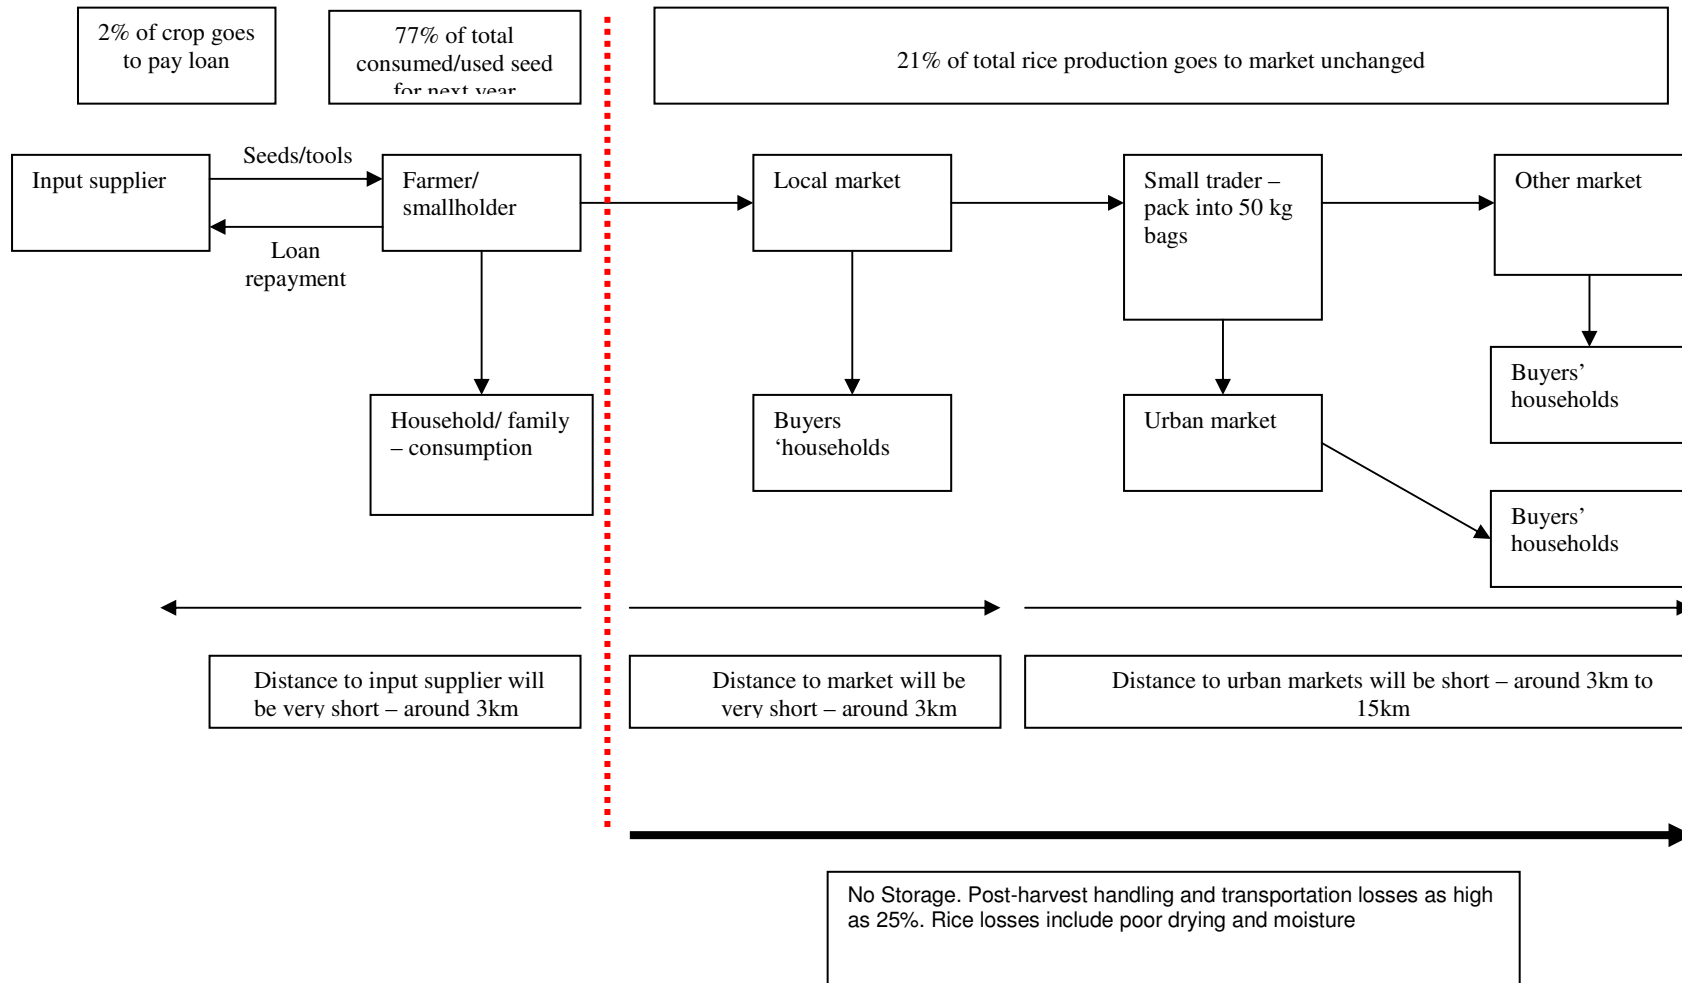 2% of crop goes
to pay loan
77% of total
consumed/used seed
for next year
21% of total rice production goes to market unchanged
Seeds/tools
Input supplier
Farmer/
smallholder
Loan
repayment
Local market
Small trader –
pack into 50 kg
bags
Other market
Household/ family
– consumption
Buyers
‘households
Urban market
Buyers’
households
Buyers’
households
Distance to input supplier will
be very short – around 3km
Distance to market will be
very short – around 3km
Distance to urban markets will be short – around 3km to
15km
No Storage. Post-harvest handling and transportation losses as high
as 25%. Rice losses include poor drying and moisture